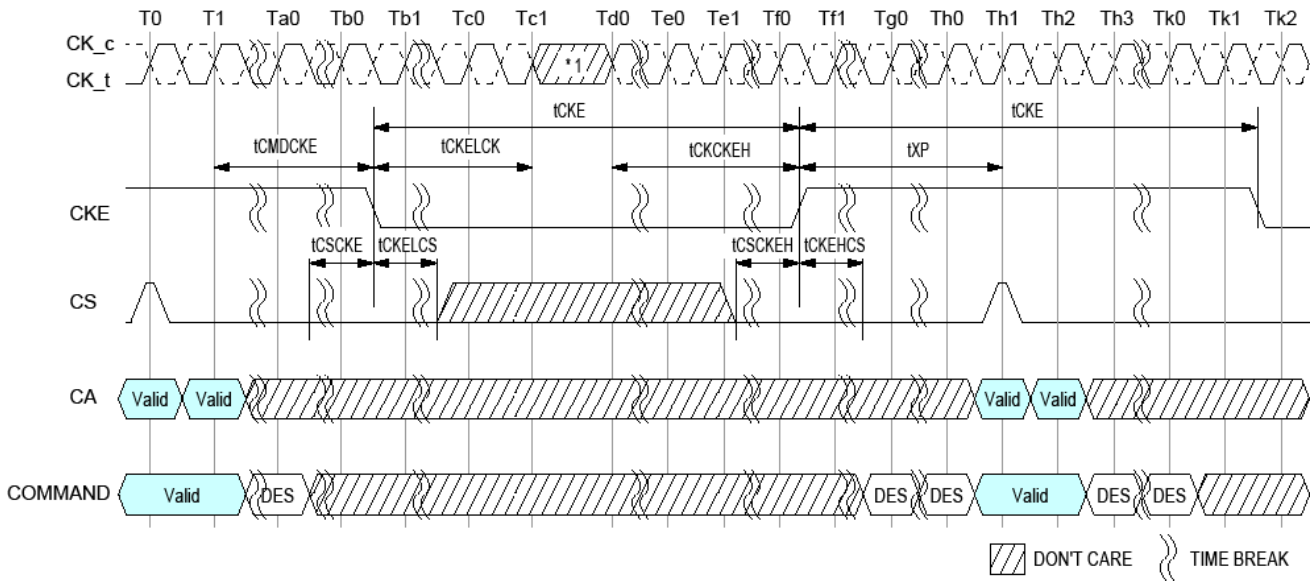 T0 T1 Ta0 Tb0 Tb1 Tc0 Tc1 Td0 Te0 Te1 Tf0 Tf1 Tg0 Th0 Th1 Th2 Th3 Tk0 Tk1 Tk2
CK_c
CK_t
*1
tCKE tCKE
tCMDCKE tCKELCK tCKCKEH tXP
CKE
tCSCKE tCKELCS tCSCKEH tCKEHCS
CS
CA Valid Valid Valid Valid
COMMAND Valid DES DES DES Valid DES DES
DON'T CARE TIME BREAK